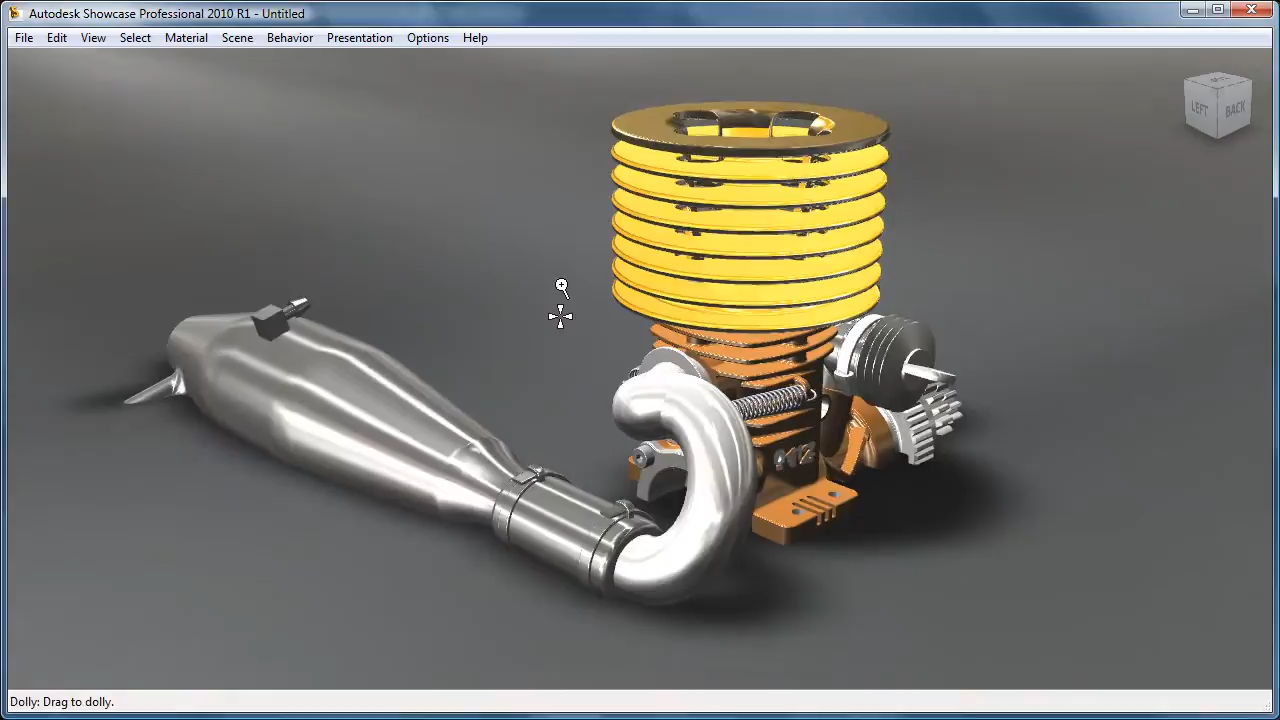 Autodesk Showcase Professional 2010 R1 - Untitled
File Edit View Select Material Scene Behavior Presentation Options Help
LEFT BACK
Dolly: Drag to dolly.